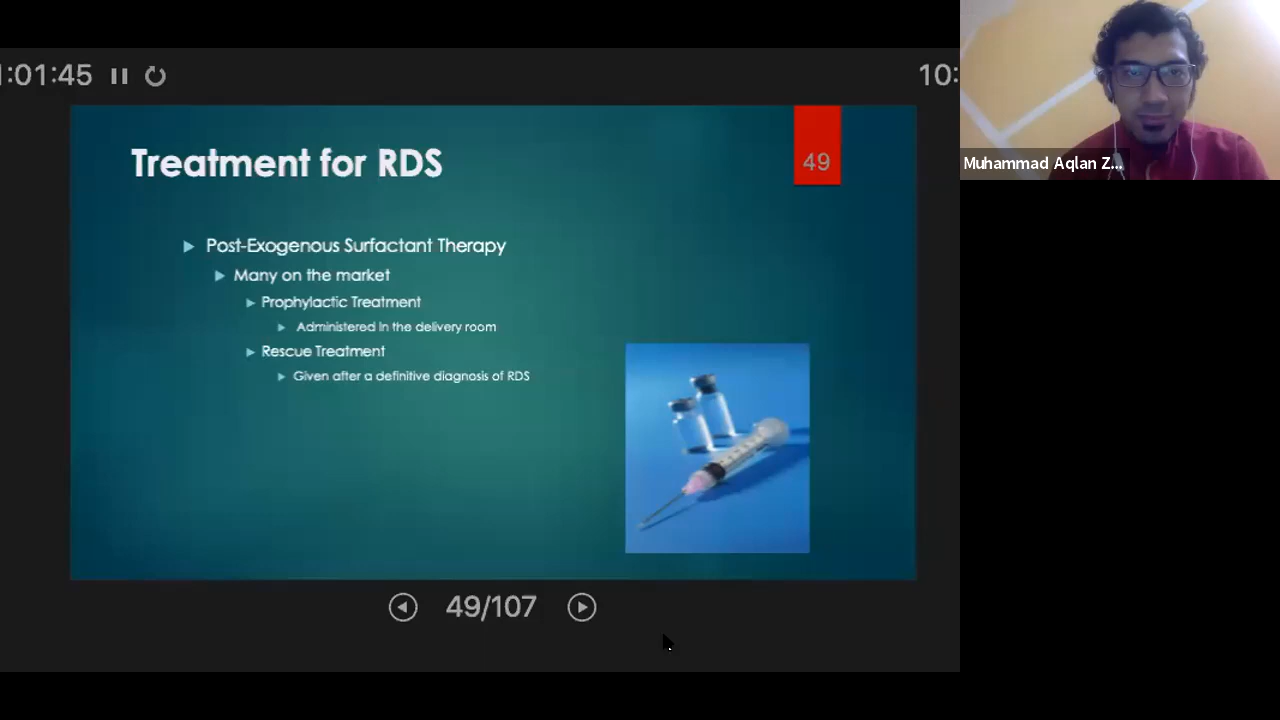 1:01:45
10:
Treatment for RDS
49
Post-Exogenous Surfactant Therapy
Many on the market
Prophylactic Treatment
Administered in the delivery room
Rescue Treatment
Given after a definitive diagnosis of RDS
49/107
Muhammad Aqlan Z...